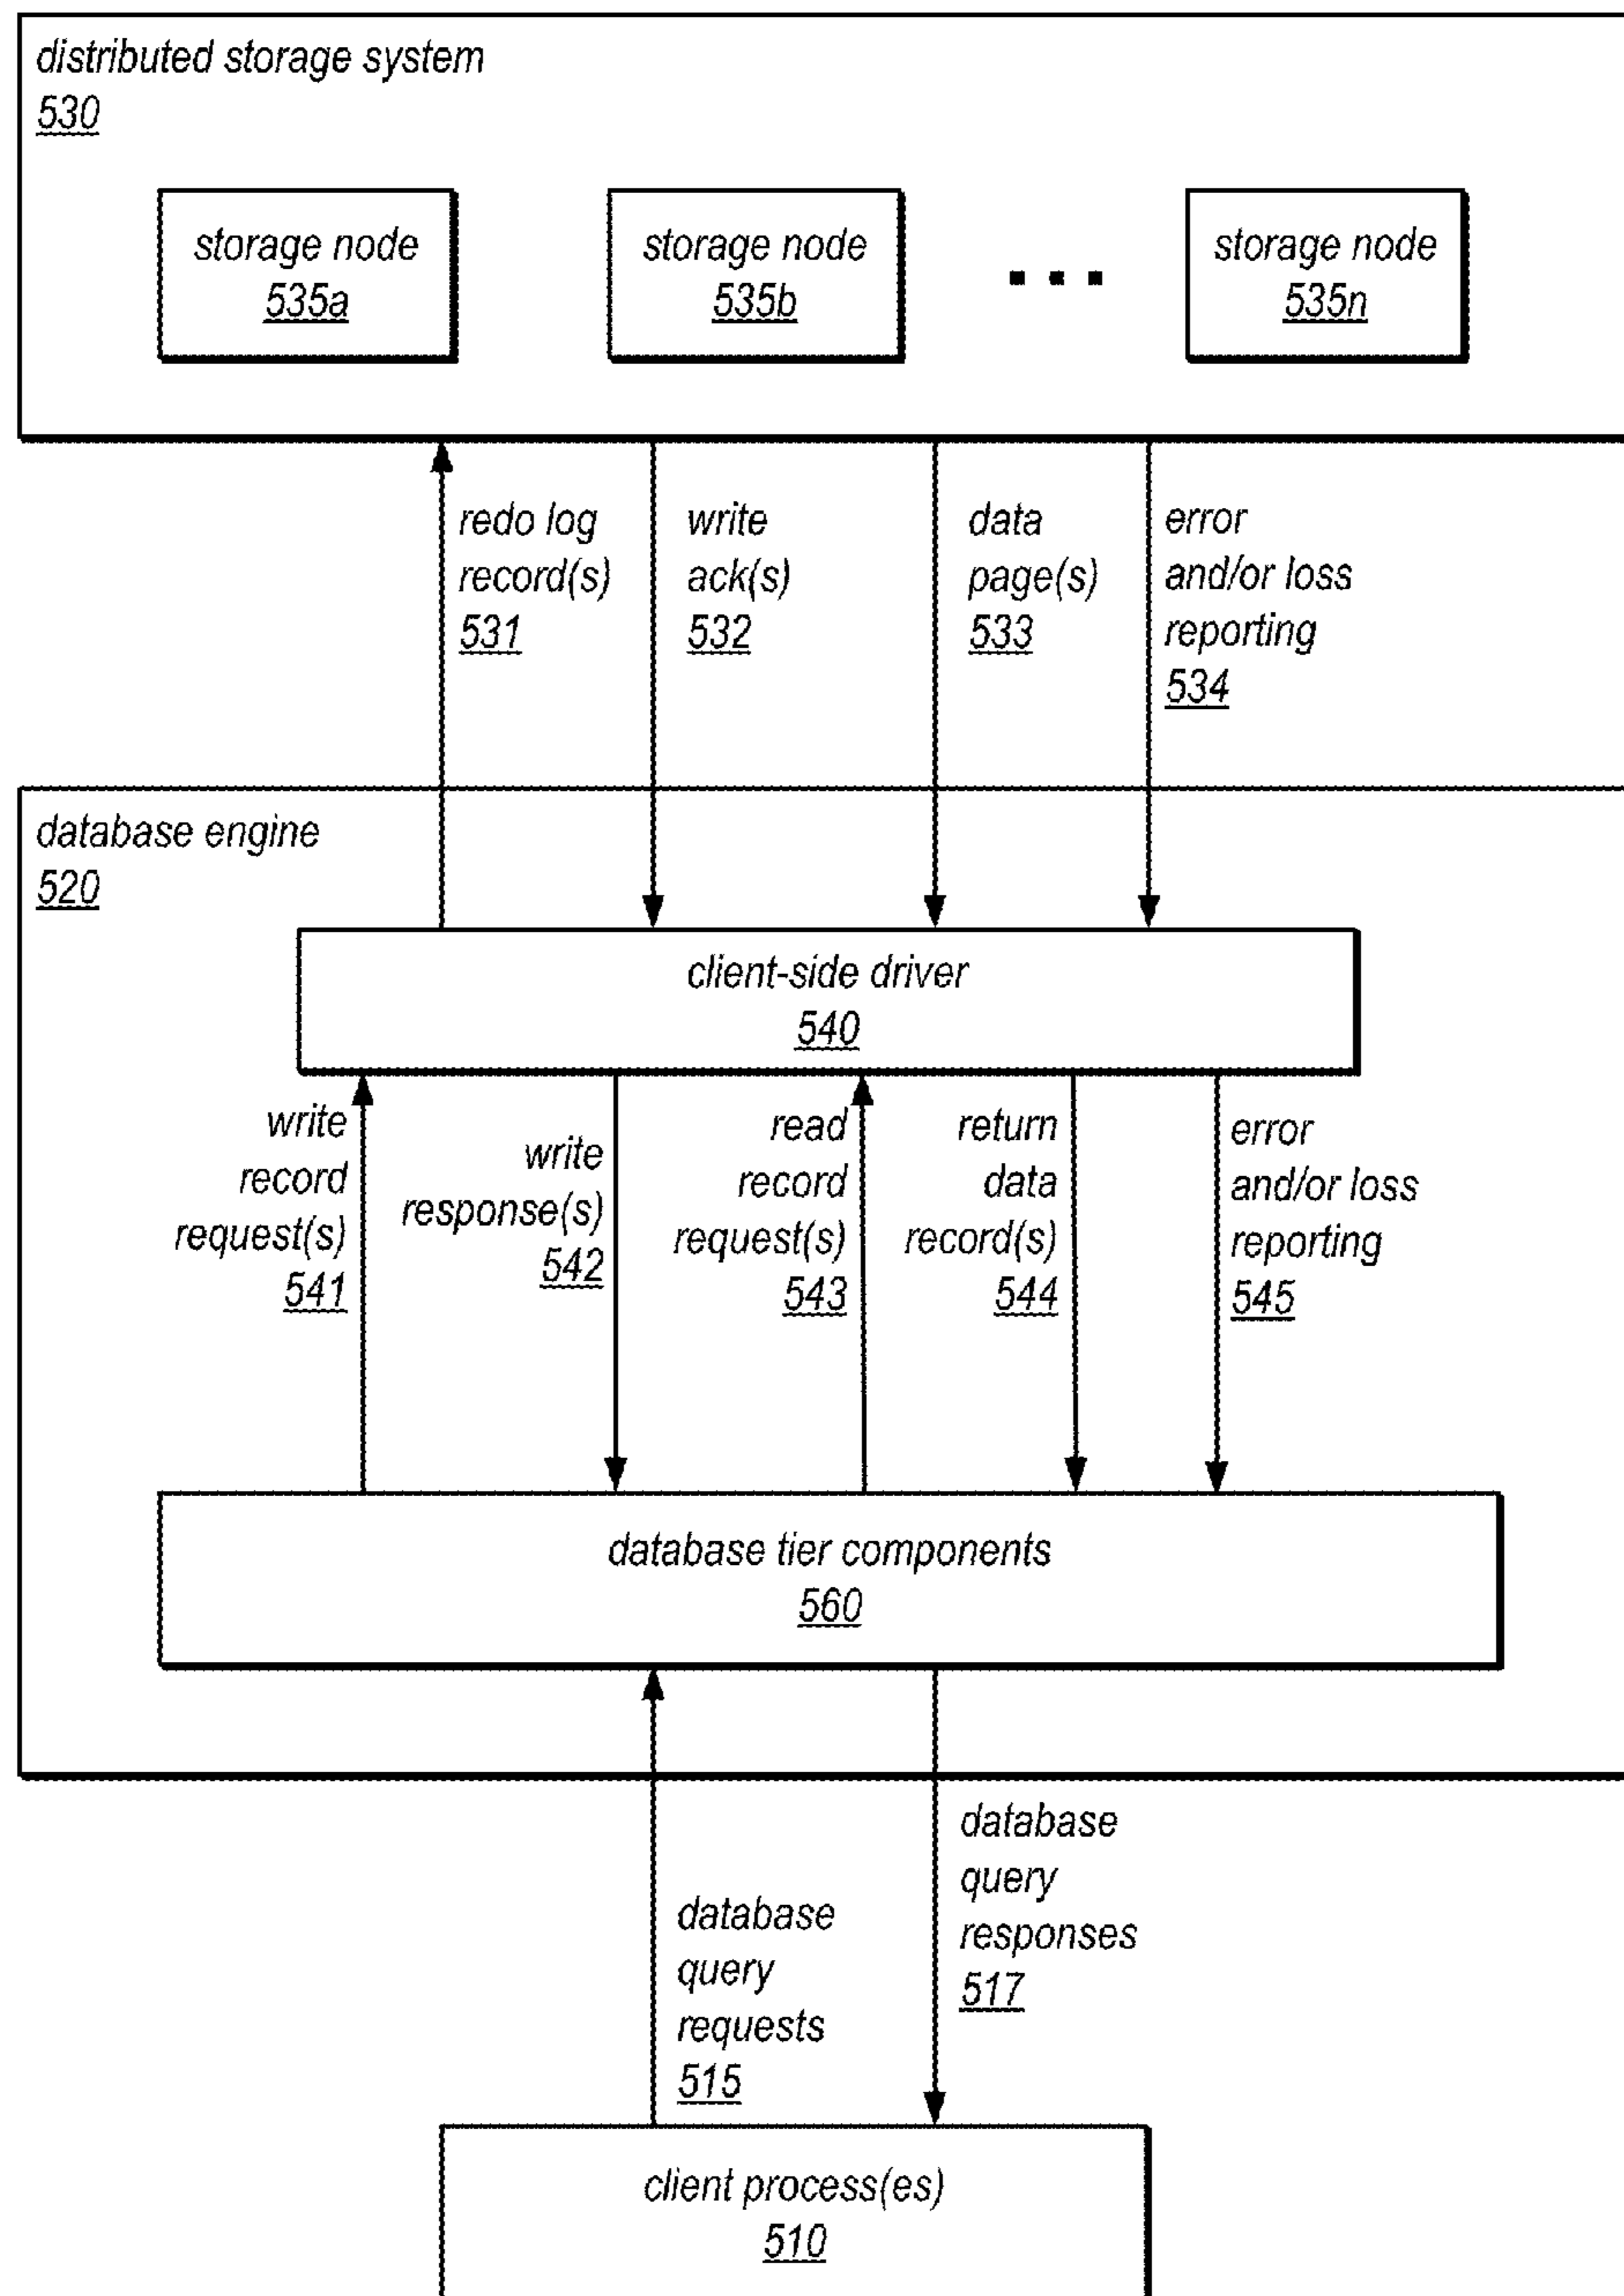 distributed storage system
530
storage node
535a
storage node
535b
storage node
535n
redo log
record(s)
531
write
ack(s)
532
data
page(s)
533
error
and/or loss
reporting
534
database engine
520
client-side driver
540
write
record
request(s)
541
write
response(s)
542
read
record
request(s)
543
return
data
record(s)
544
error
and/or loss
reporting
545
database tier components
560
database
query
requests
515
database
query
responses
517
client process(es)
510